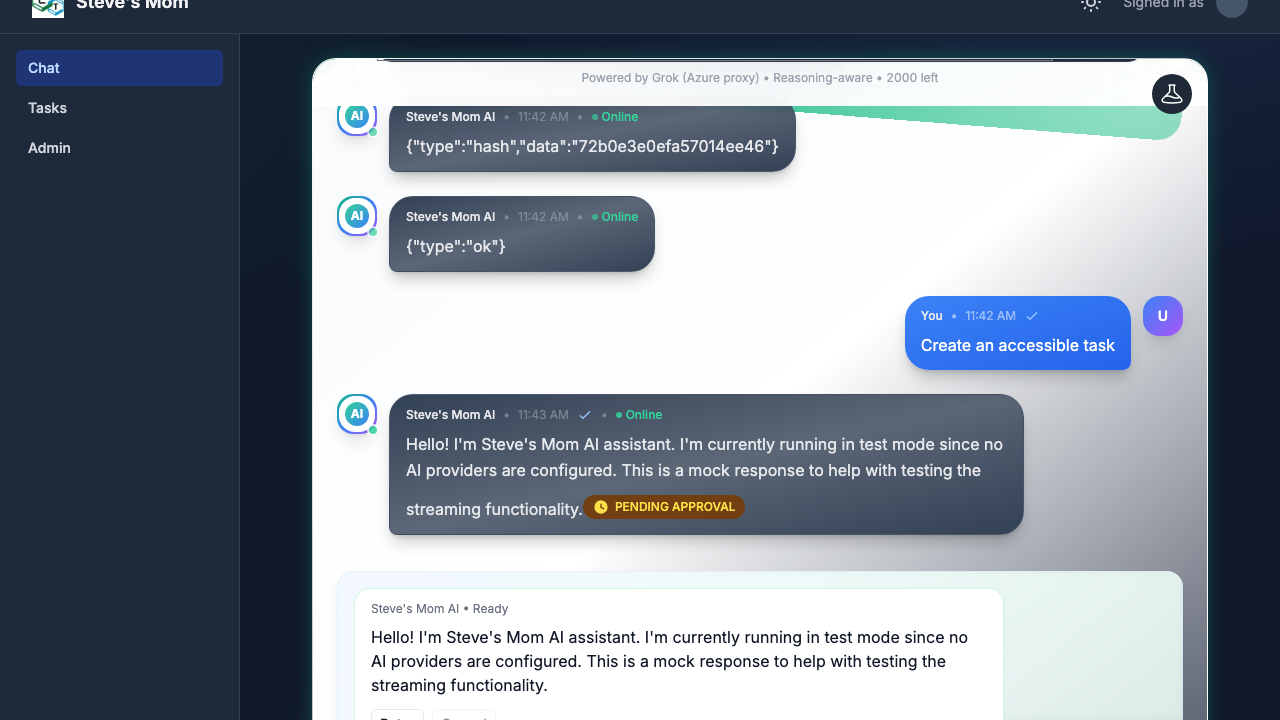 Steve's Mom
Signed in as
Chat
Tasks
Admin
Powered by Grok (Azure proxy) • Reasoning-aware • 2000 left
AI
Steve's Mom AI • 11:42 AM • Online
{"type":"hash","data":"72b0e3e0efa57014ee46"}
AI
Steve's Mom AI • 11:42 AM • Online
{"type":"ok"}
You • 11:42 AM
U
Create an accessible task
AI
Steve's Mom AI • 11:43 AM • Online
Hello! I'm Steve's Mom AI assistant. I'm currently running in test mode since no
AI providers are configured. This is a mock response to help with testing the
streaming functionality. PENDING APPROVAL
Steve's Mom AI • Ready
Hello! I'm Steve's Mom AI assistant. I'm currently running in test mode since no
AI providers are configured. This is a mock response to help with testing the
streaming functionality.